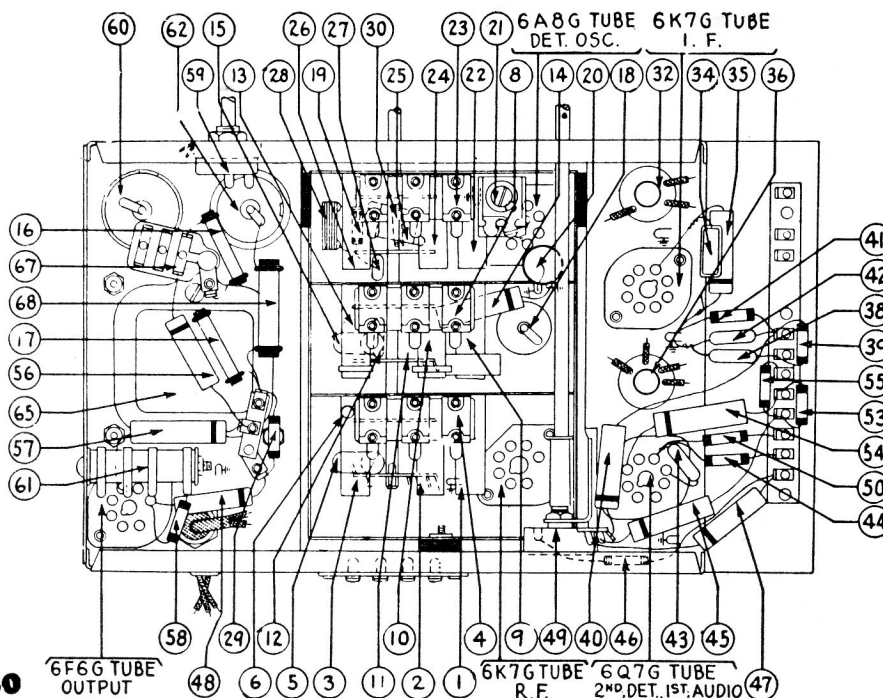 6A8G TUBE 6K7G TUBE
DET. OSC. I. F.
60 62 15 26 27 30 23 21 8 14 20 18 32 34 35 36
59 13 28 19 25 24 22
16
67
68
17
56
65
57
61
41
42
38
39
55
53
54
50
44
58 48 29 6 12 5 3 11 10 2 4 1 9 49 40 46 43 45 47
6F6G TUBE
OUTPUT
6K7G TUBE
R.F.
6Q7G TUBE
2ND. DET. 1ST. AUDIO